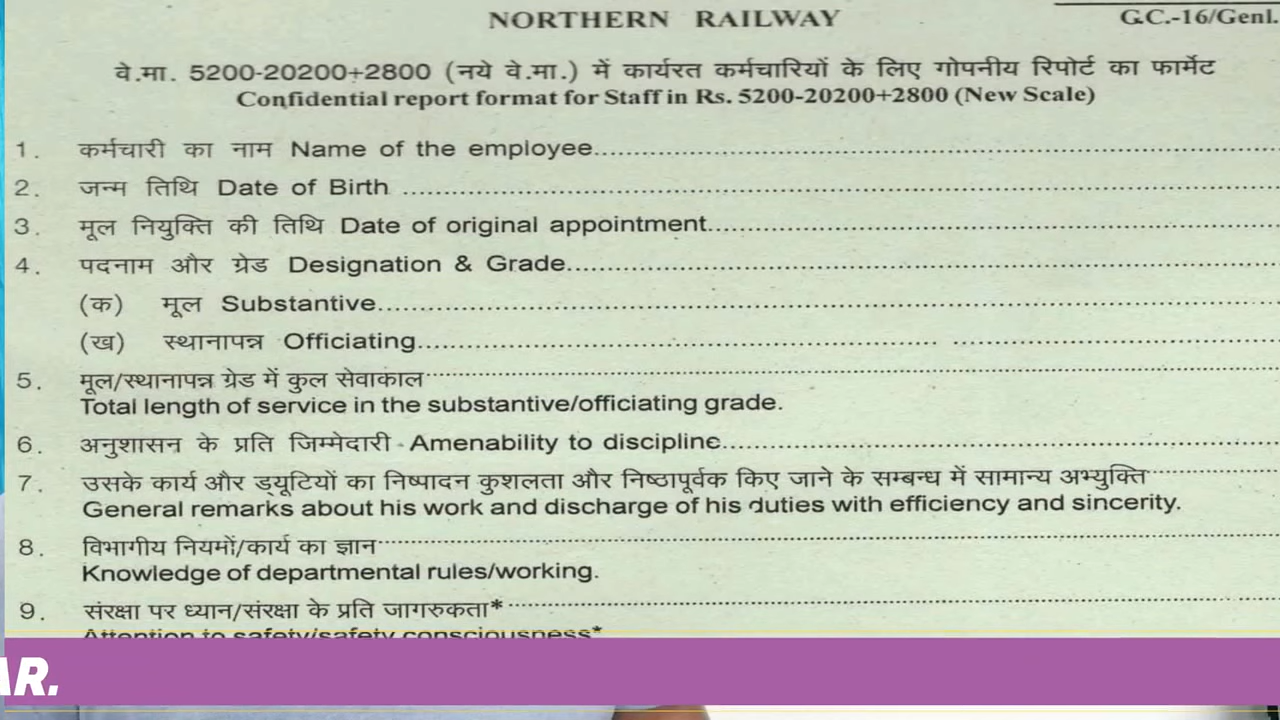 NORTHERN RAILWAY
G.C.-16/Genl.
वे.मा. 5200-20200+2800 (नये वे.मा.) में कार्यरत कर्मचारियों के लिए गोपनीय रिपोर्ट का फार्मेट
Confidential report format for Staff in Rs. 5200-20200+2800 (New Scale)
1. कर्मचारी का नाम Name of the employee
2. जन्म तिथि Date of Birth
3. मूल नियुक्ति की तिथि Date of original appointment
4. पदनाम और ग्रेड Designation & Grade
(क) मूल Substantive
(ख) स्थानापन्न Officiating
5. मूल/स्थानापन्न ग्रेड में कुल सेवाकाल
Total length of service in the substantive/officiating grade.
6. अनुशासन के प्रति जिम्मेदारी - Amenability to discipline
7. उसके कार्य और ड्यूटियों का निष्पादन कुशलता और निष्ठापूर्वक किए जाने के सम्बन्ध में सामान्य अभ्युक्ति
General remarks about his work and discharge of his duties with efficiency and sincerity.
8. विभागीय नियमों/कार्य का ज्ञान
Knowledge of departmental rules/working.
9. संरक्षा पर ध्यान/संरक्षा के प्रति जागरुकता*
Attention to safety/safety consciousness*
AR.